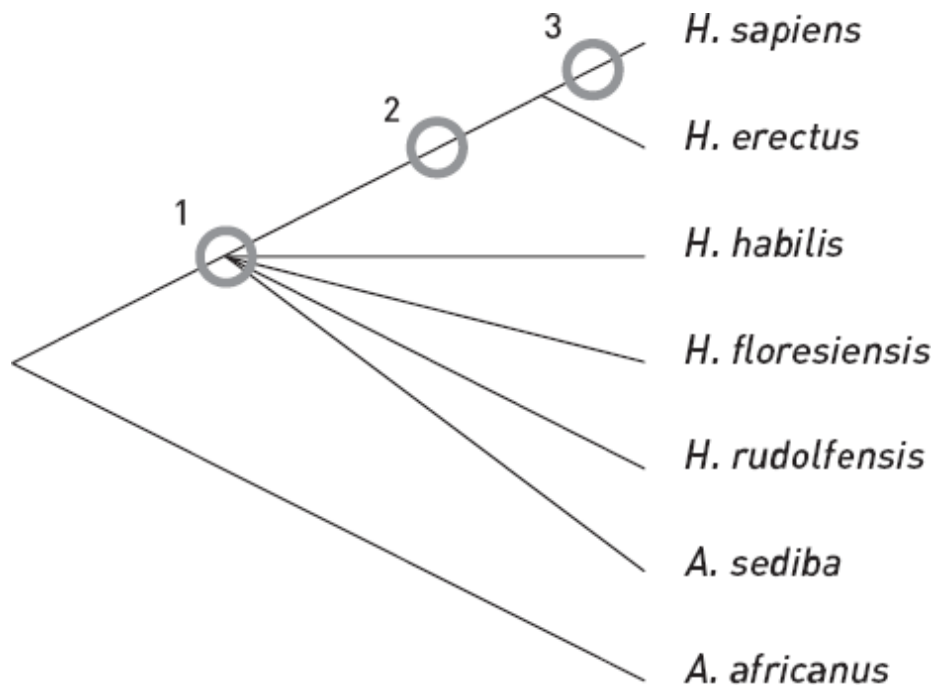 3
H. sapiens
2
H. erectus
1
H. habilis
H. floresiensis
H. rudolfensis
A. sediba
A. africanus